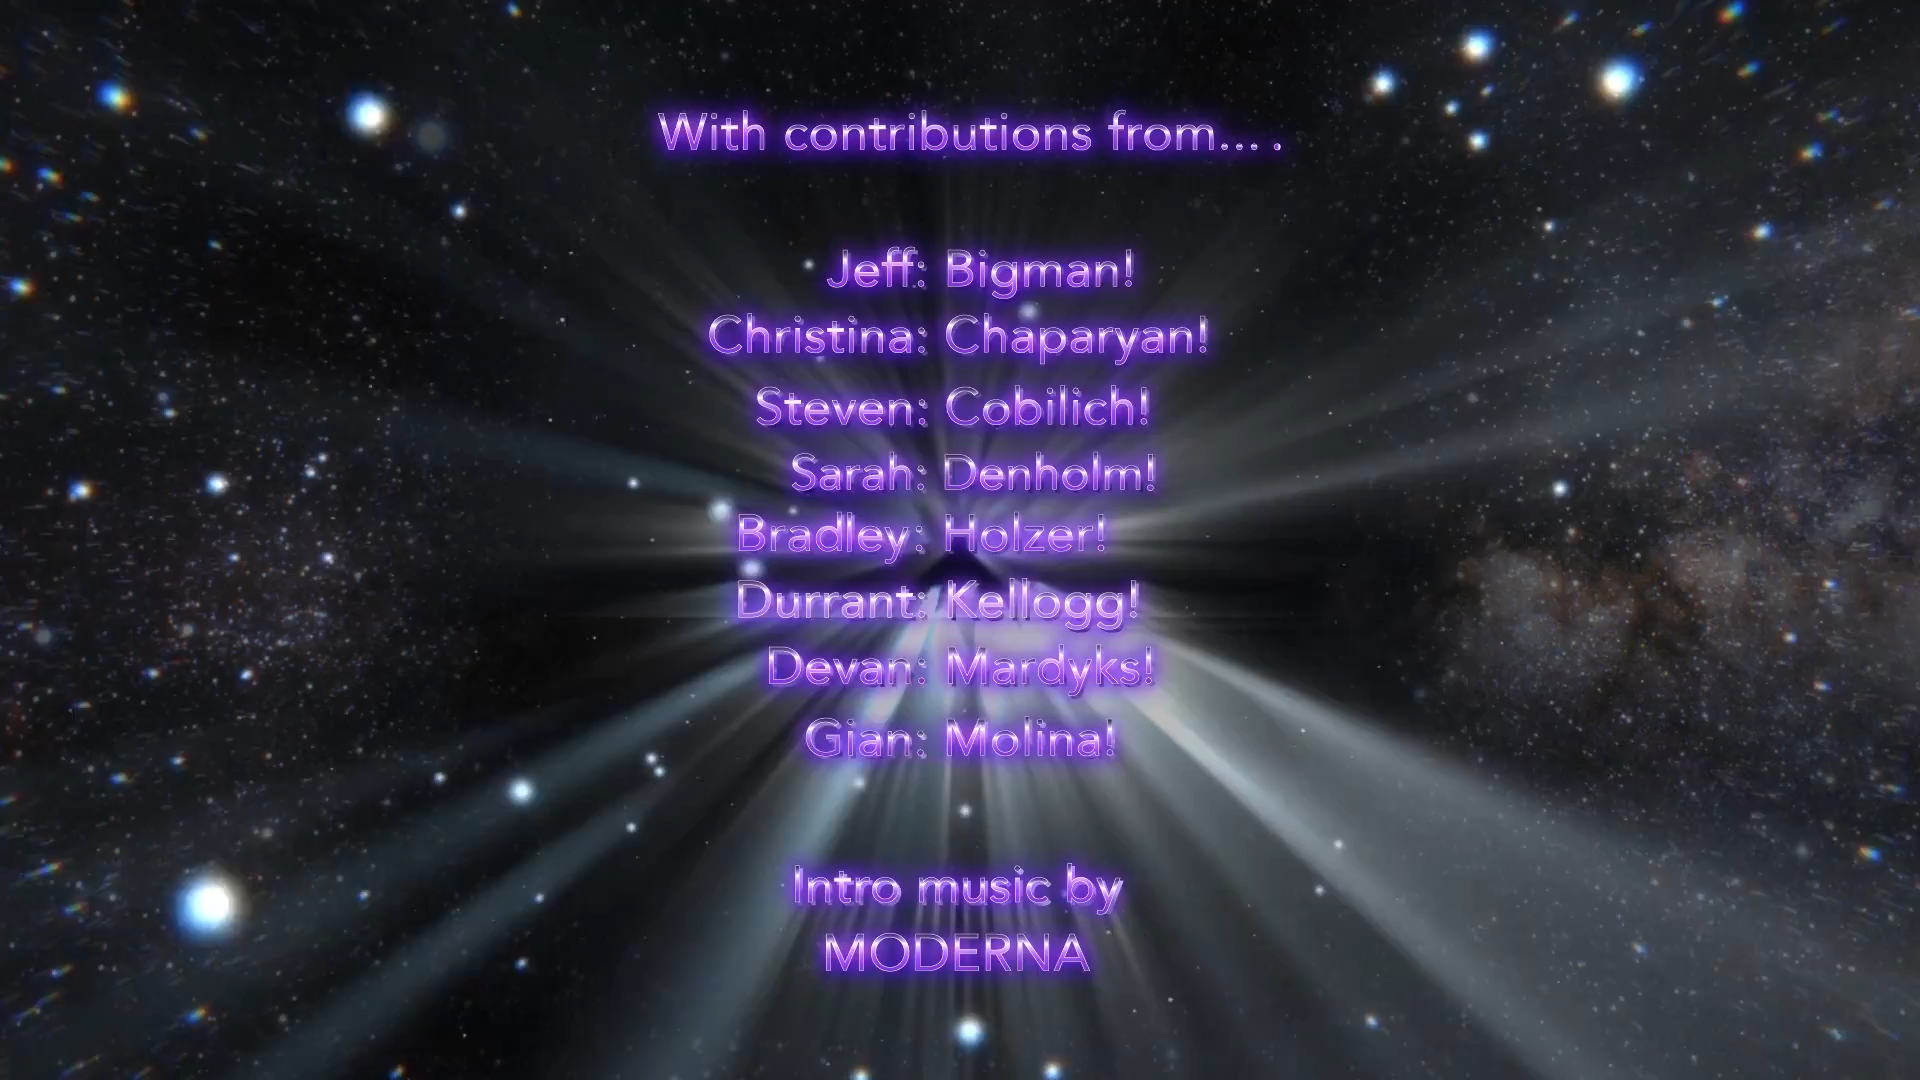 With contributions from... .
Jeff: Bigman!
Christina: Chaparyan!
Steven: Cobilich!
Sarah: Denholm!
Bradley: Holzer!
Durrant: Kellogg!
Devan: Mardyks!
Gian: Molina!
Intro music by
MODERNA